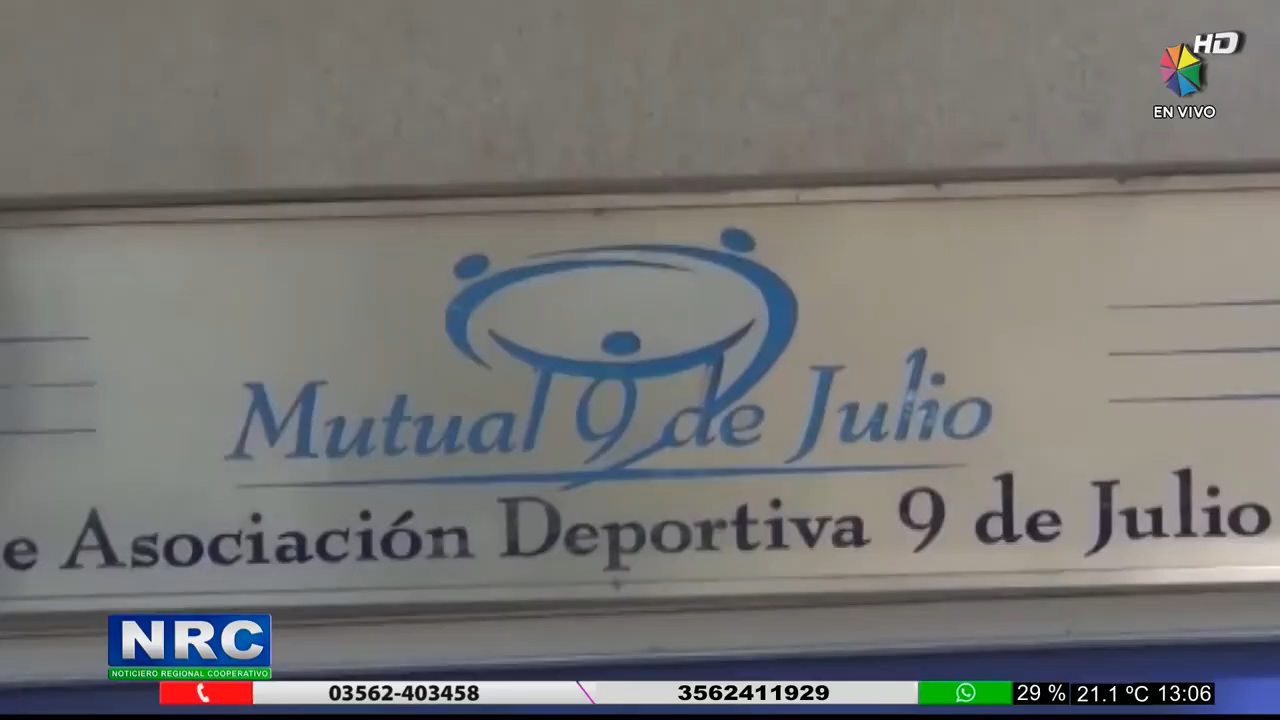 HD
EN VIVO
Mutual 9 de Julio
e Asociación Deportiva 9 de Julio
NRC
NOTICIERO REGIONAL COOPERATIVO
03562-403458 3562411929 29 % 21.1 ºC 13:06